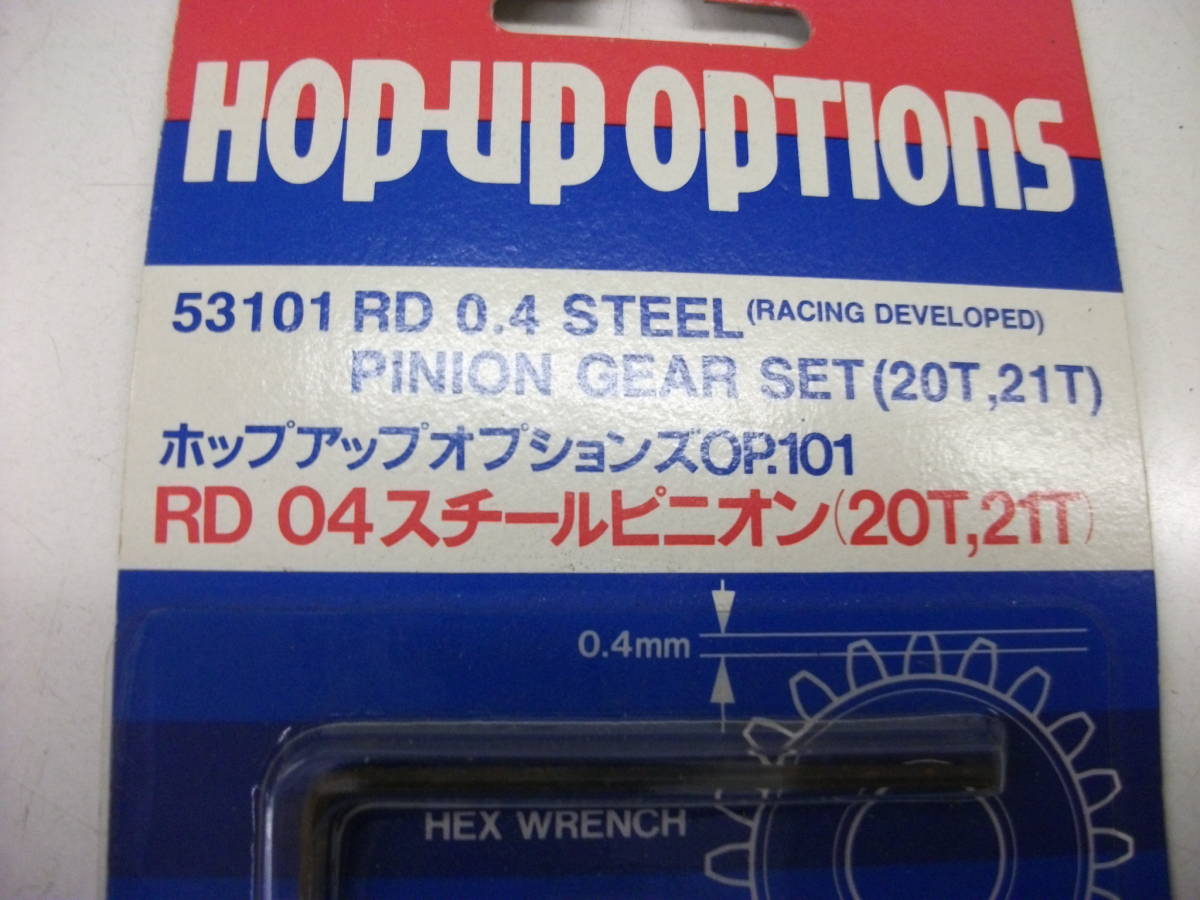 HOP-UP OPTIONS
53101 RD 0.4 STEEL (RACING DEVELOPED)
PINION GEAR SET (20T,21T)
ホップアップオプションズOP.101
RD 04スチールピニオン(20T,21T)
0.4mm
HEX WRENCH